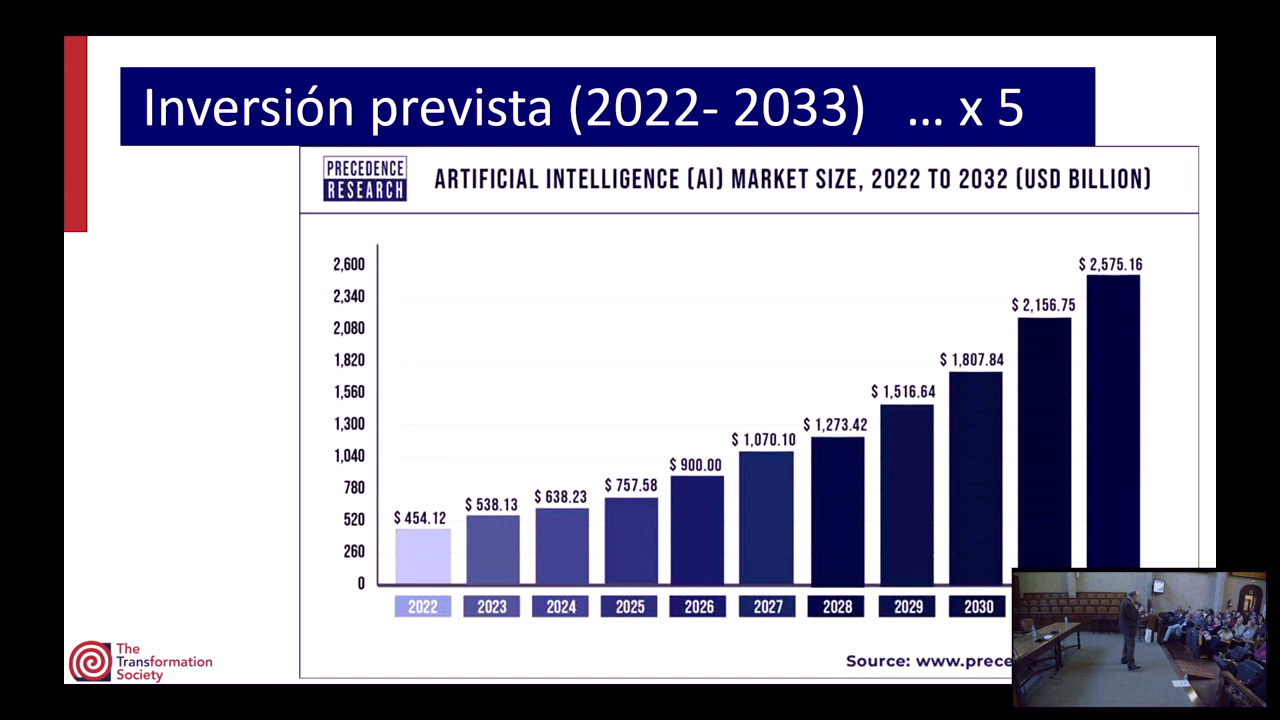 Inversión prevista (2022- 2033) ... x 5
PRECEDENCE
RESEARCH
ARTIFICIAL INTELLIGENCE (AI) MARKET SIZE, 2022 TO 2032 (USD BILLION)
2,600
2,340
2,080
1,820
1,560
1,300
1,040
780
520
260
0
$ 454.12
$ 538.13
$ 638.23
$ 757.58
$ 900.00
$ 1,070.10
$ 1,273.42
$ 1,516.64
$ 1,807.84
$ 2,156.75
$ 2,575.16
2022 2023 2024 2025 2026 2027 2028 2029 2030
Source: www.prece
The
Transformation
Society